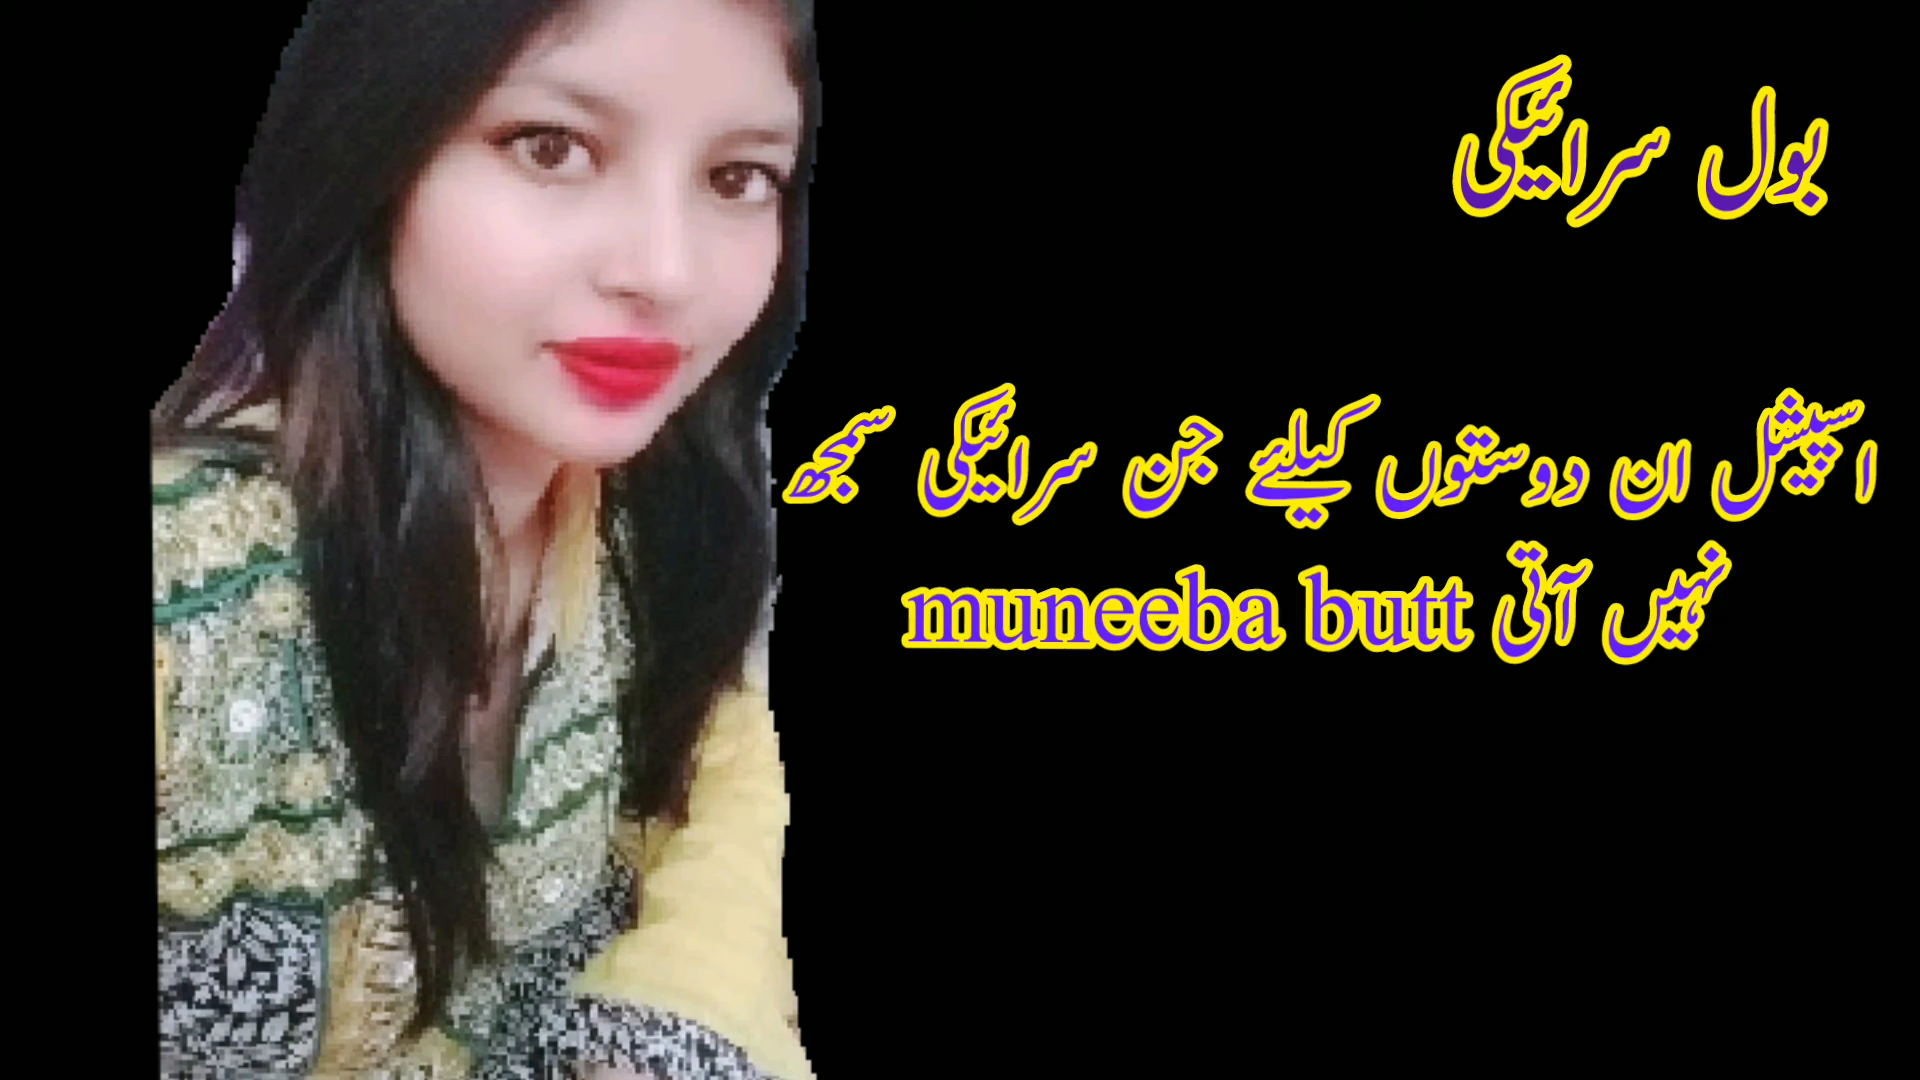 بول سرائیکی
اسپیشل ان دوستوں کیلئے جن سرائیکی سمجھ
نہیں آتی muneeba butt